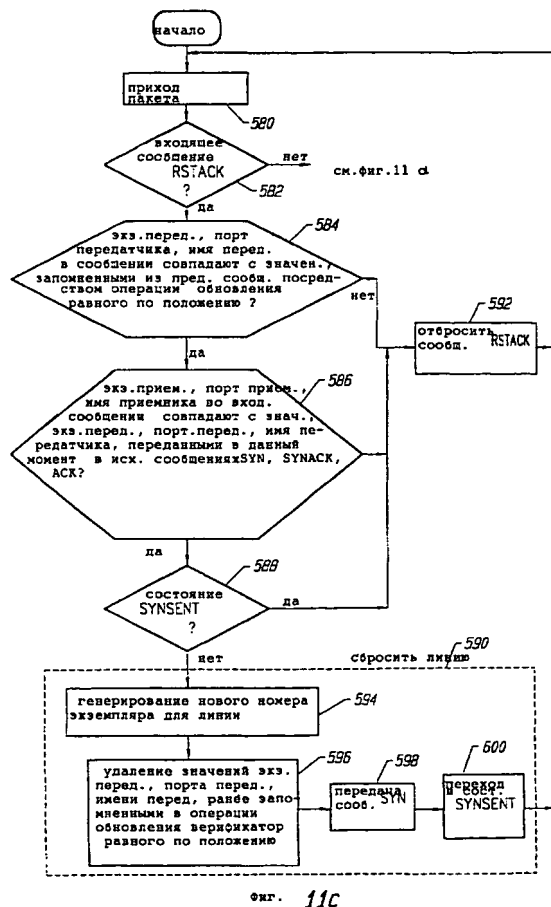 начало
приход
пакета
580
входящее
сообщение
RSTACK
?
582
нет
см.фиг.11 d
да
584
экз.перед., порт
передатчика, имя перед.
в сообщении совпадают с значен.,
запомненными из пред. сообщ. посред-
ством операции обновления
равного по положению ?
нет
592
отбросить
сообщ. RSTACK
да
586
экз.прием., порт прием.,
имя приемника во вход.
сообщении совпадают с знач.,
экз.перед., порт.перед., имя пе-
редатчика, переданными в данный
момент в исх. сообщенияхSYN, SYNACK,
ACK?
да
588
состояние
SYNSENT
?
да
нет
сбросить линию
590
генерирование нового номера
экземпляра для линии
594
596
удаление значений экз.
перед., порта перед.,
имени перед, ранее запо-
мненными в операции
обновления верификатор
равного по положению
598
передача
сооб. SYN
600
переход
в сост.
SYNSENT
Фиг. 11c